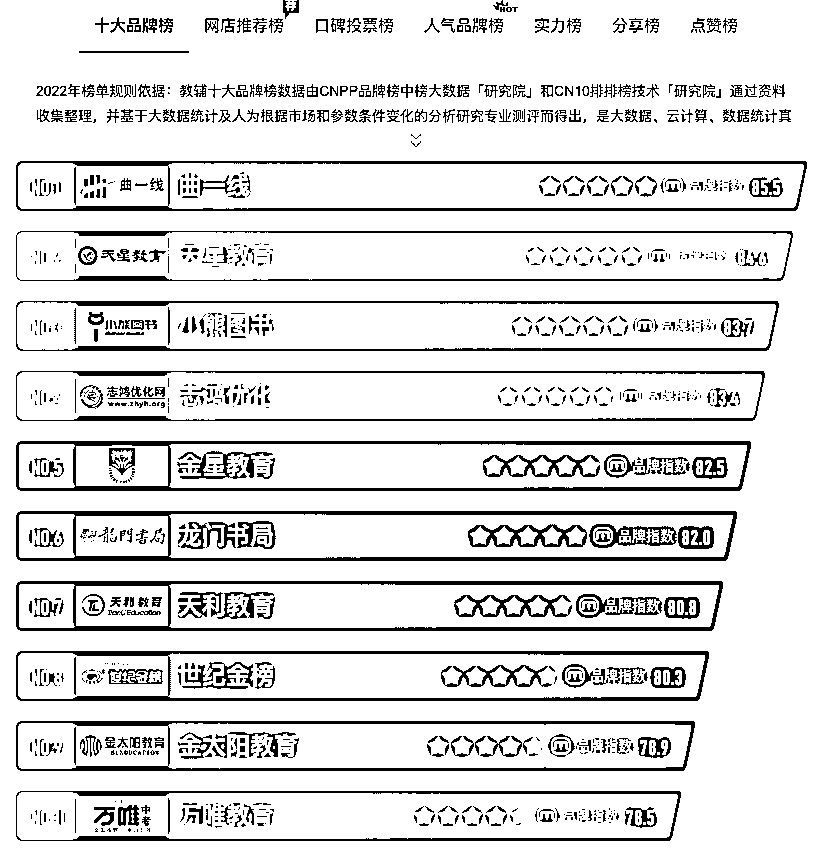 荐
HOT
十大品牌榜 网店推荐榜 口碑投票榜 人气品牌榜 实力榜 分享榜 点赞榜
2022年榜单规则依据：教辅十大品牌榜数据由CNPP品牌榜中榜大数据「研究院」和CN10排排榜技术「研究院」通过资料
收集整理，并基于大数据统计及人为根据市场和参数条件变化的分析研究专业测评而得出，是大数据、云计算、数据统计真
NO.1 曲一线 曲一线 品牌指数 85.5
天星教育 天星教育 品牌指数 84.6
小熊图书 小熊图书 品牌指数 83.7
志鸿优化网 www.zhyh.org 志鸿优化 品牌指数 83.4
NO.5 金星教育 品牌指数 82.5
NO.6 龍門書局 龙门书局 品牌指数 82.0
NO.7 天利教育 TianLi Education 天利教育 品牌指数 80.8
NO.8 世纪金榜 世纪金榜 品牌指数 80.3
NO.9 金太阳教育 金太阳教育 品牌指数 78.9
NO.10 万唯中考 万唯教育 品牌指数 78.5